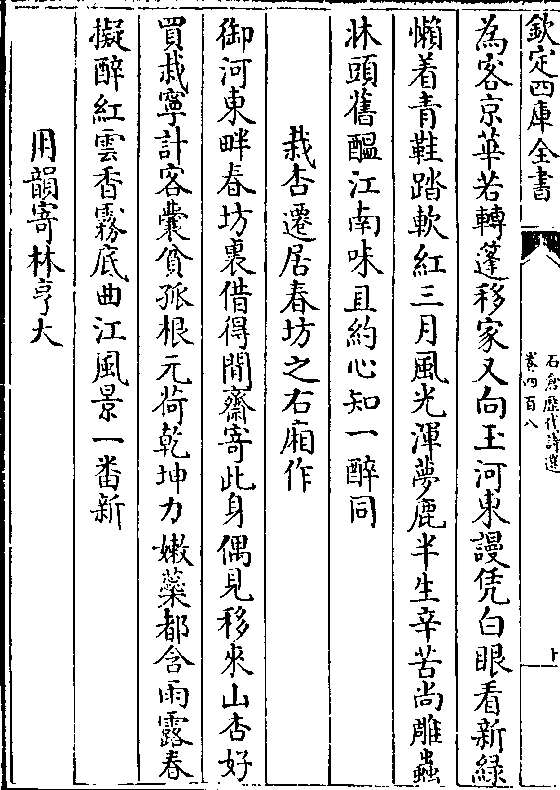 欽定四庫全書
石倉歷代詩選
卷四百八
十
為客京華若轉蓬移家又向玉河東謾凭白眼看新緑
懶着青鞋踏軟紅三月風光渾夢鹿半生辛苦尚雕蟲
牀頭舊醖江南味且約心知一醉同
栽杏遷居春坊之右廂作
御河東畔春坊裏借得閒齋寄此身偶見移來山杏好
買栽寧計客囊貧孤根元荷乾坤力嫩蘂都含雨露春
擬醉紅雲香霧底曲江風景一番新
用韻寄林亨大